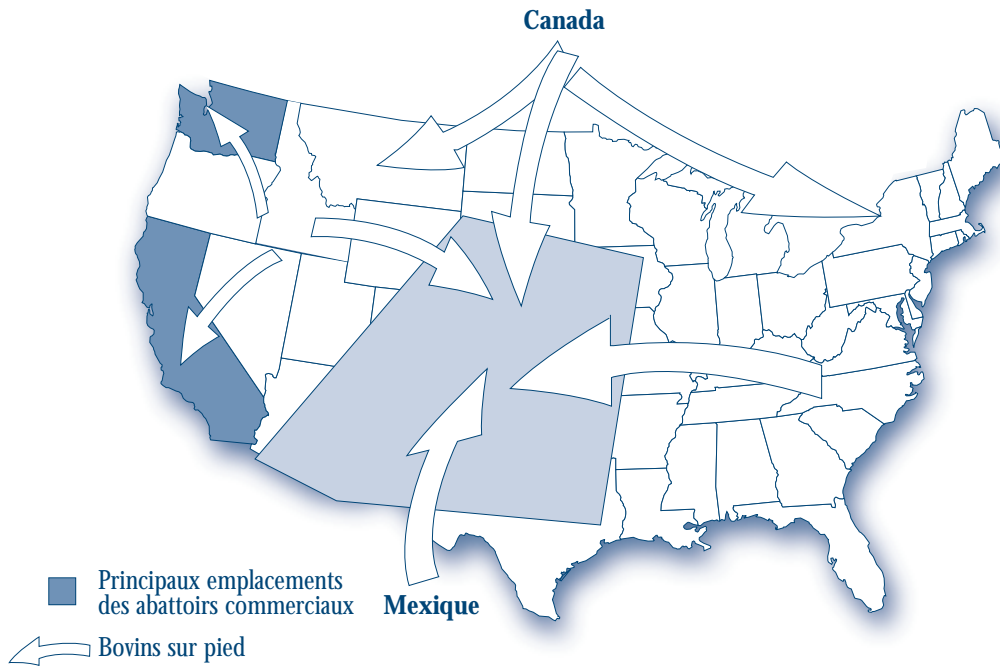 Canada
Principaux emplacements
des abattoirs commerciaux
Mexique
Bovins sur pied